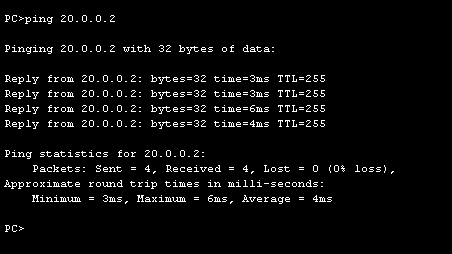 PC>ping 20.0.0.2
Pinging 20.0.0.2 with 32 bytes of data:
Reply from 20.0.0.2: bytes=32 time=3ms TTL=255
Reply from 20.0.0.2: bytes=32 time=3ms TTL=255
Reply from 20.0.0.2: bytes=32 time=6ms TTL=255
Reply from 20.0.0.2: bytes=32 time=4ms TTL=255
Ping statistics for 20.0.0.2:
    Packets: Sent = 4, Received = 4, Lost = 0 (0% loss),
Approximate round trip times in milli-seconds:
    Minimum = 3ms, Maximum = 6ms, Average = 4ms
PC>